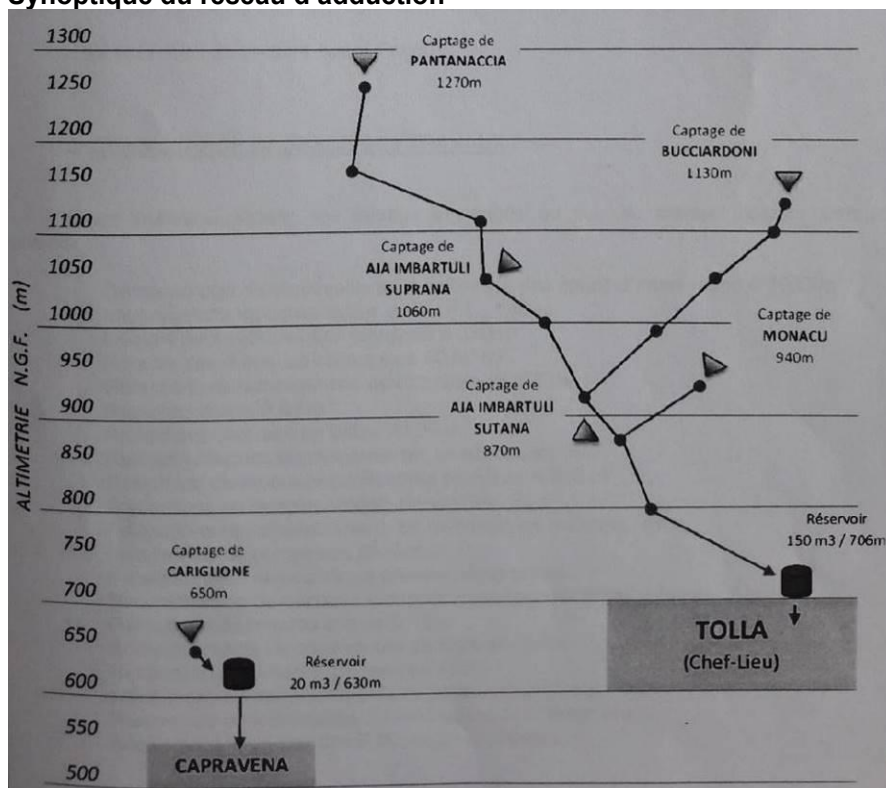 Synoptique du réseau d'adduction
ALTIMETRIE N.G.F. (m)
1300
1250
1200
1150
1100
1050
1000
950
900
850
800
750
700
650
600
550
500
Captage de
PANTANACCIA
1270m
Captage de
BUCCIARDONI
1130m
Captage de
AJA IMBARTULI
SUPRANA
1060m
Captage de
MONACU
940m
Captage de
AJA IMBARTULI
SUTANA
870m
Réservoir
150 m3 / 706m
Captage de
CARIGLIONE
650m
TOLLA
(Chef-Lieu)
Réservoir
20 m3 / 630m
CAPRAVENA